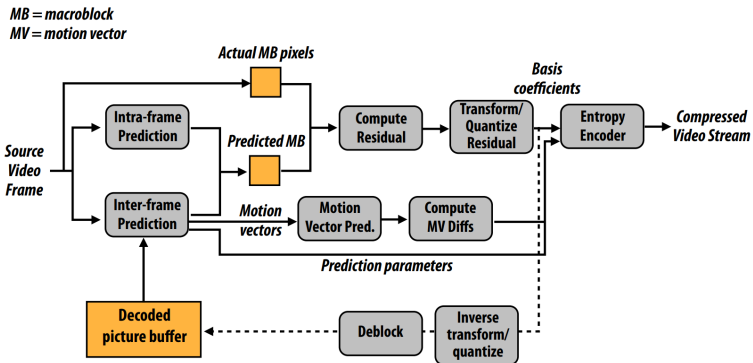 MB = macroblock
MV = motion vector
Actual MB pixels
Basis
coefficients
Intra-frame
Prediction
Predicted MB
Compute
Residual
Transform/
Quantize
Residual
Entropy
Encoder
Compressed
Video Stream
Source
Video
Frame
Inter-frame
Prediction
Motion
vectors
Motion
Vector Pred.
Compute
MV Diffs
Prediction parameters
Decoded
picture buffer
Deblock
Inverse
transform/
quantize